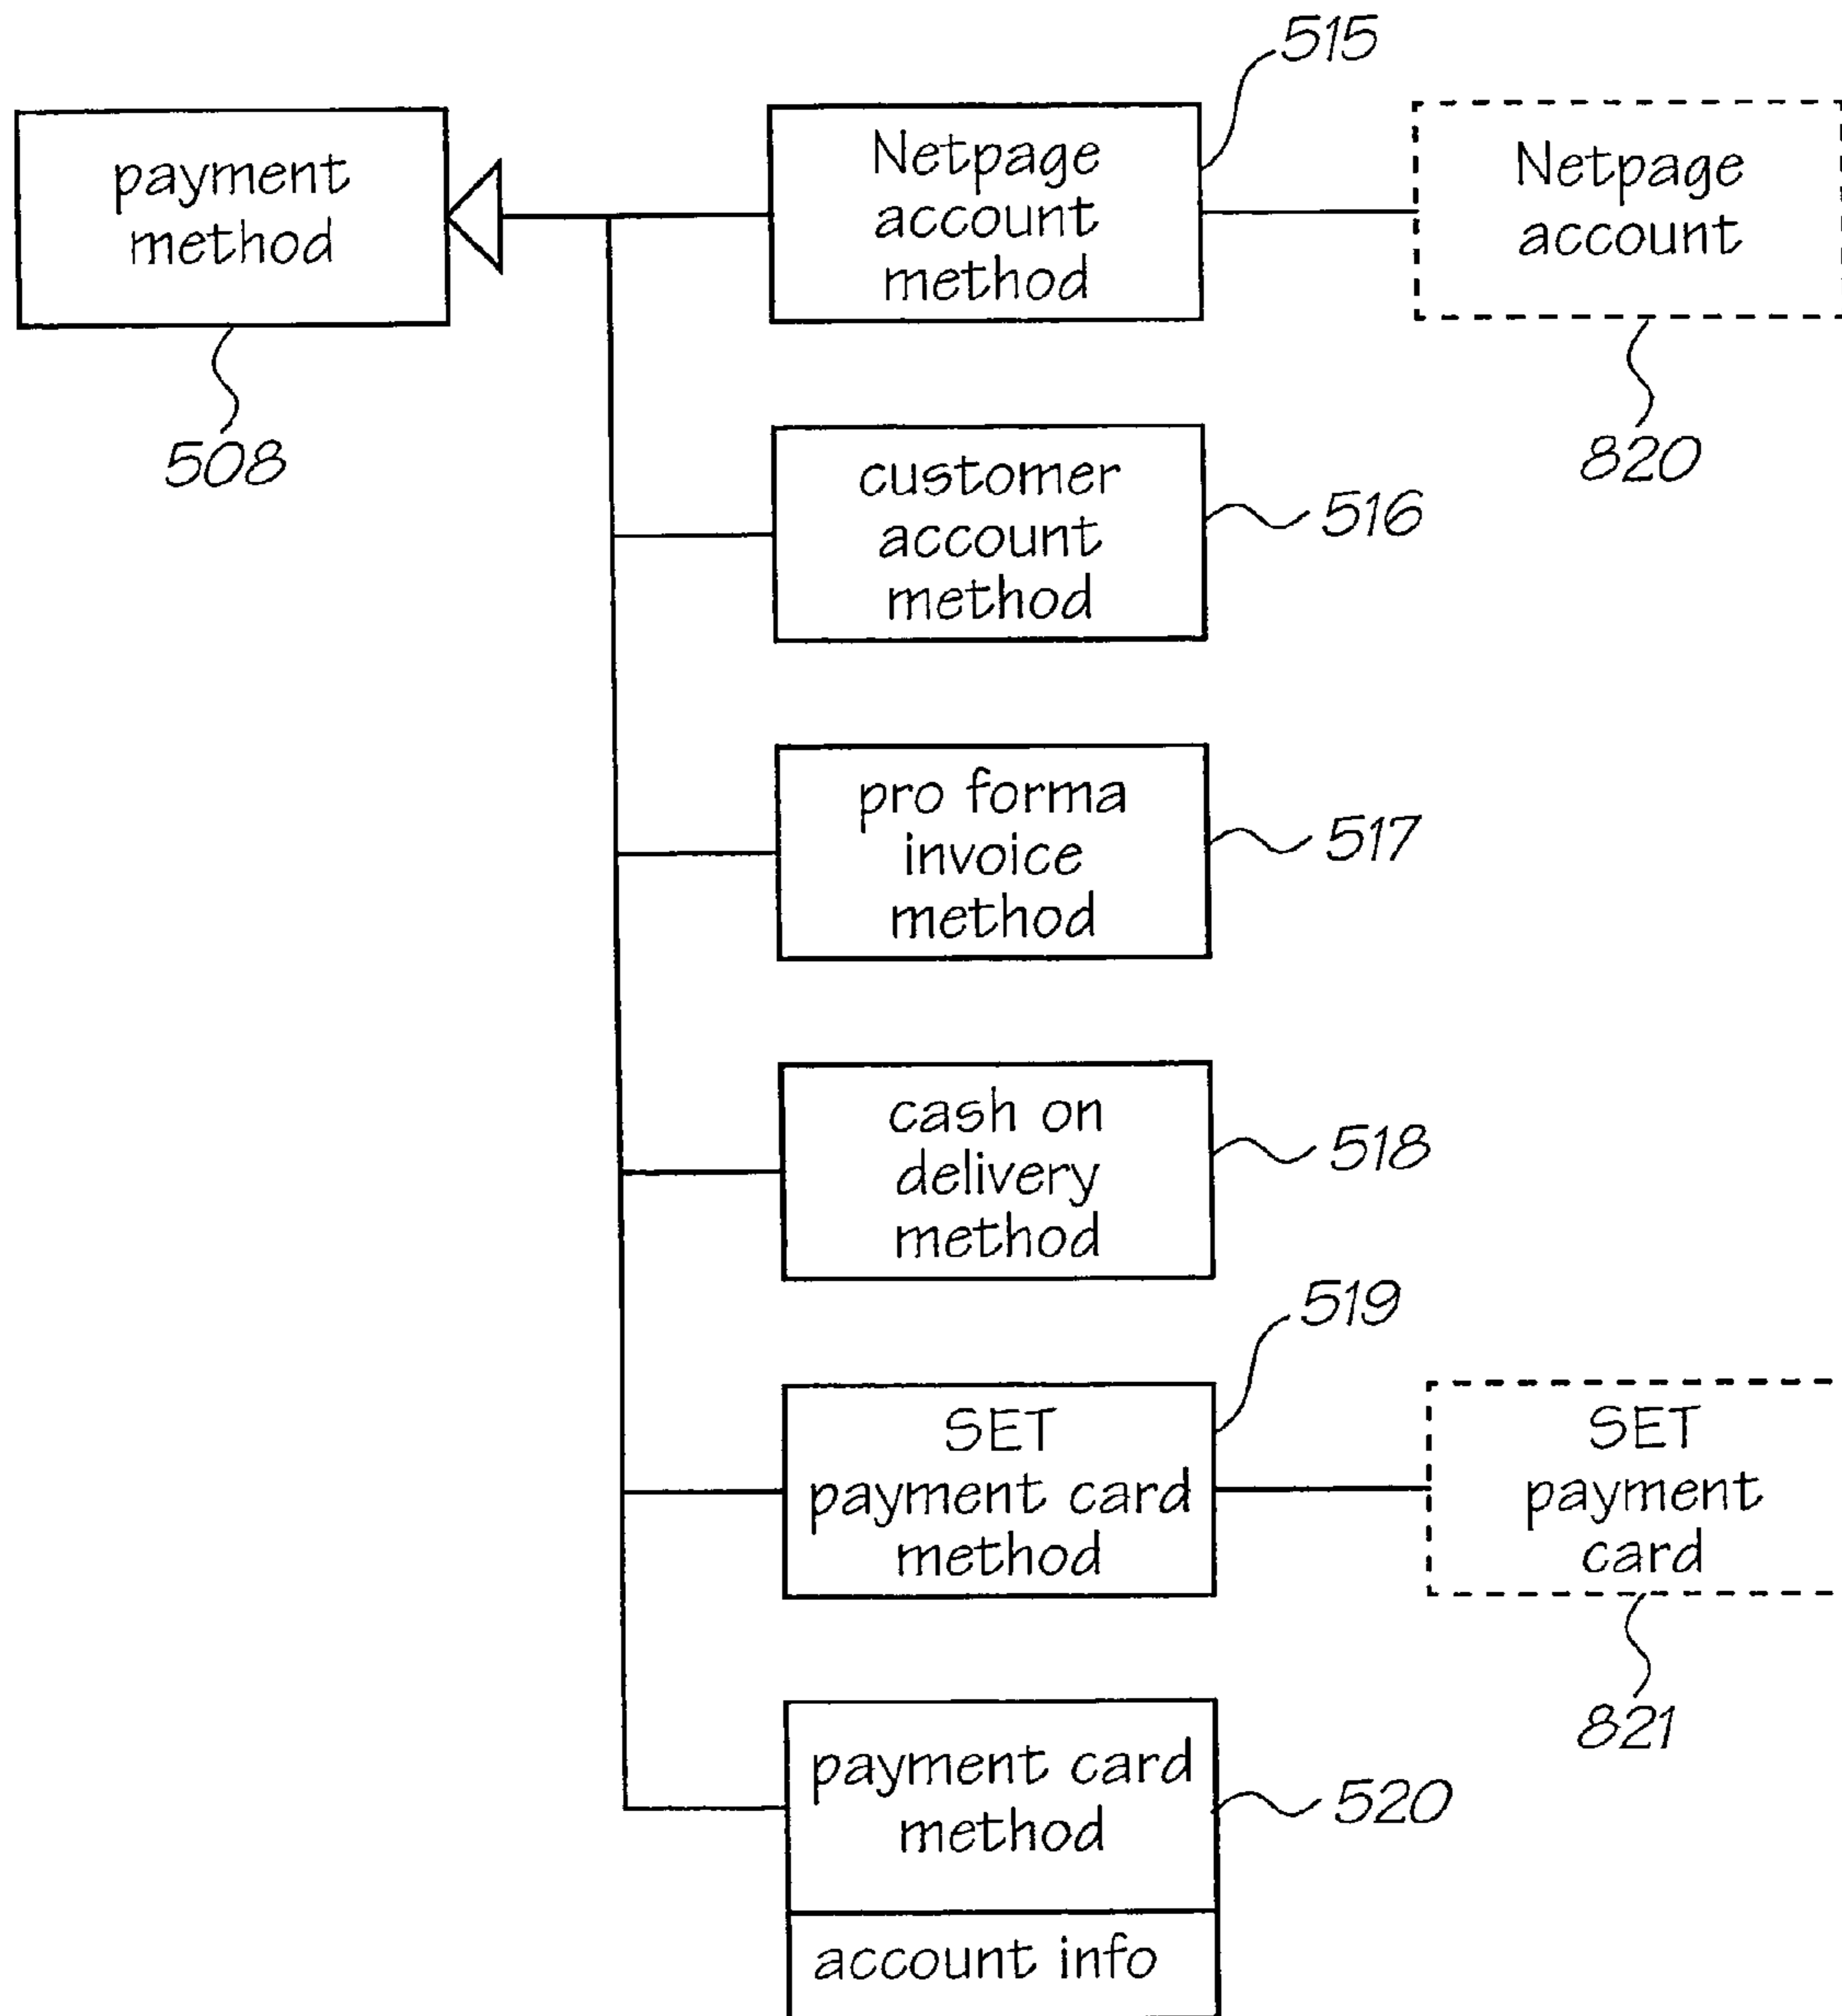 515
payment
method
508
Netpage
account
method
Netpage
account
820
customer
account
method
516
pro forma
invoice
method
517
cash on
delivery
method
518
519
SET
payment card
method
SET
payment
card
821
payment card
method
520
account info